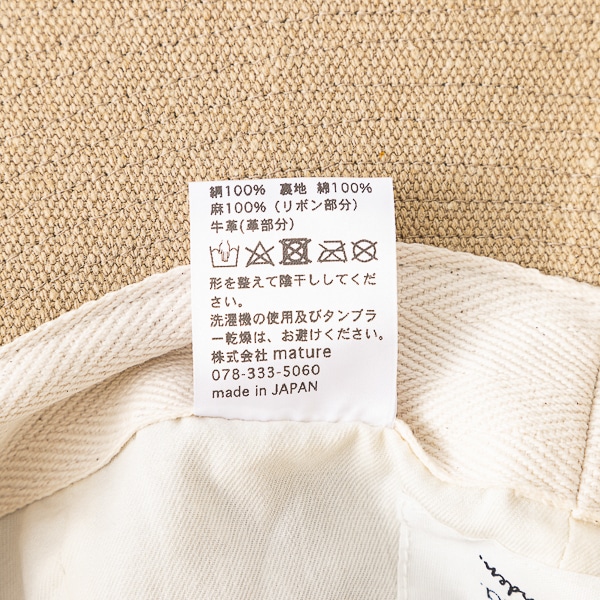 絹100% 裏地 綿100%
麻100%（リボン部分）
牛革(革部分)
形を整えて陰干ししてくだ
さい。
洗濯機の使用及びタンブラ
ー乾燥は、お避けください。
株式会社 mature
078-333-5060
made in JAPAN